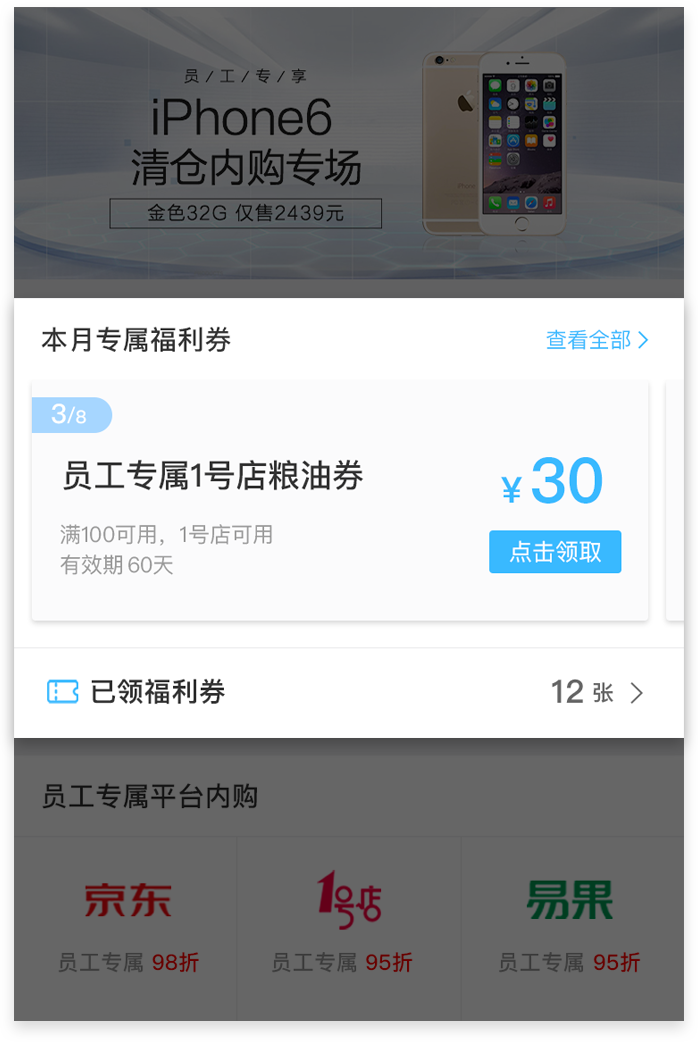 员/工/专/享
iPhone6
清仓内购专场
金色32G 仅售2439元
本月专属福利券
查看全部
3/8
员工专属1号店粮油券
¥30
满100可用，1号店可用
有效期60天
点击领取
已领福利券
12 张
员工专属平台内购
京东
1号店
易果
员工专属 98折
员工专属 95折
员工专属 95折